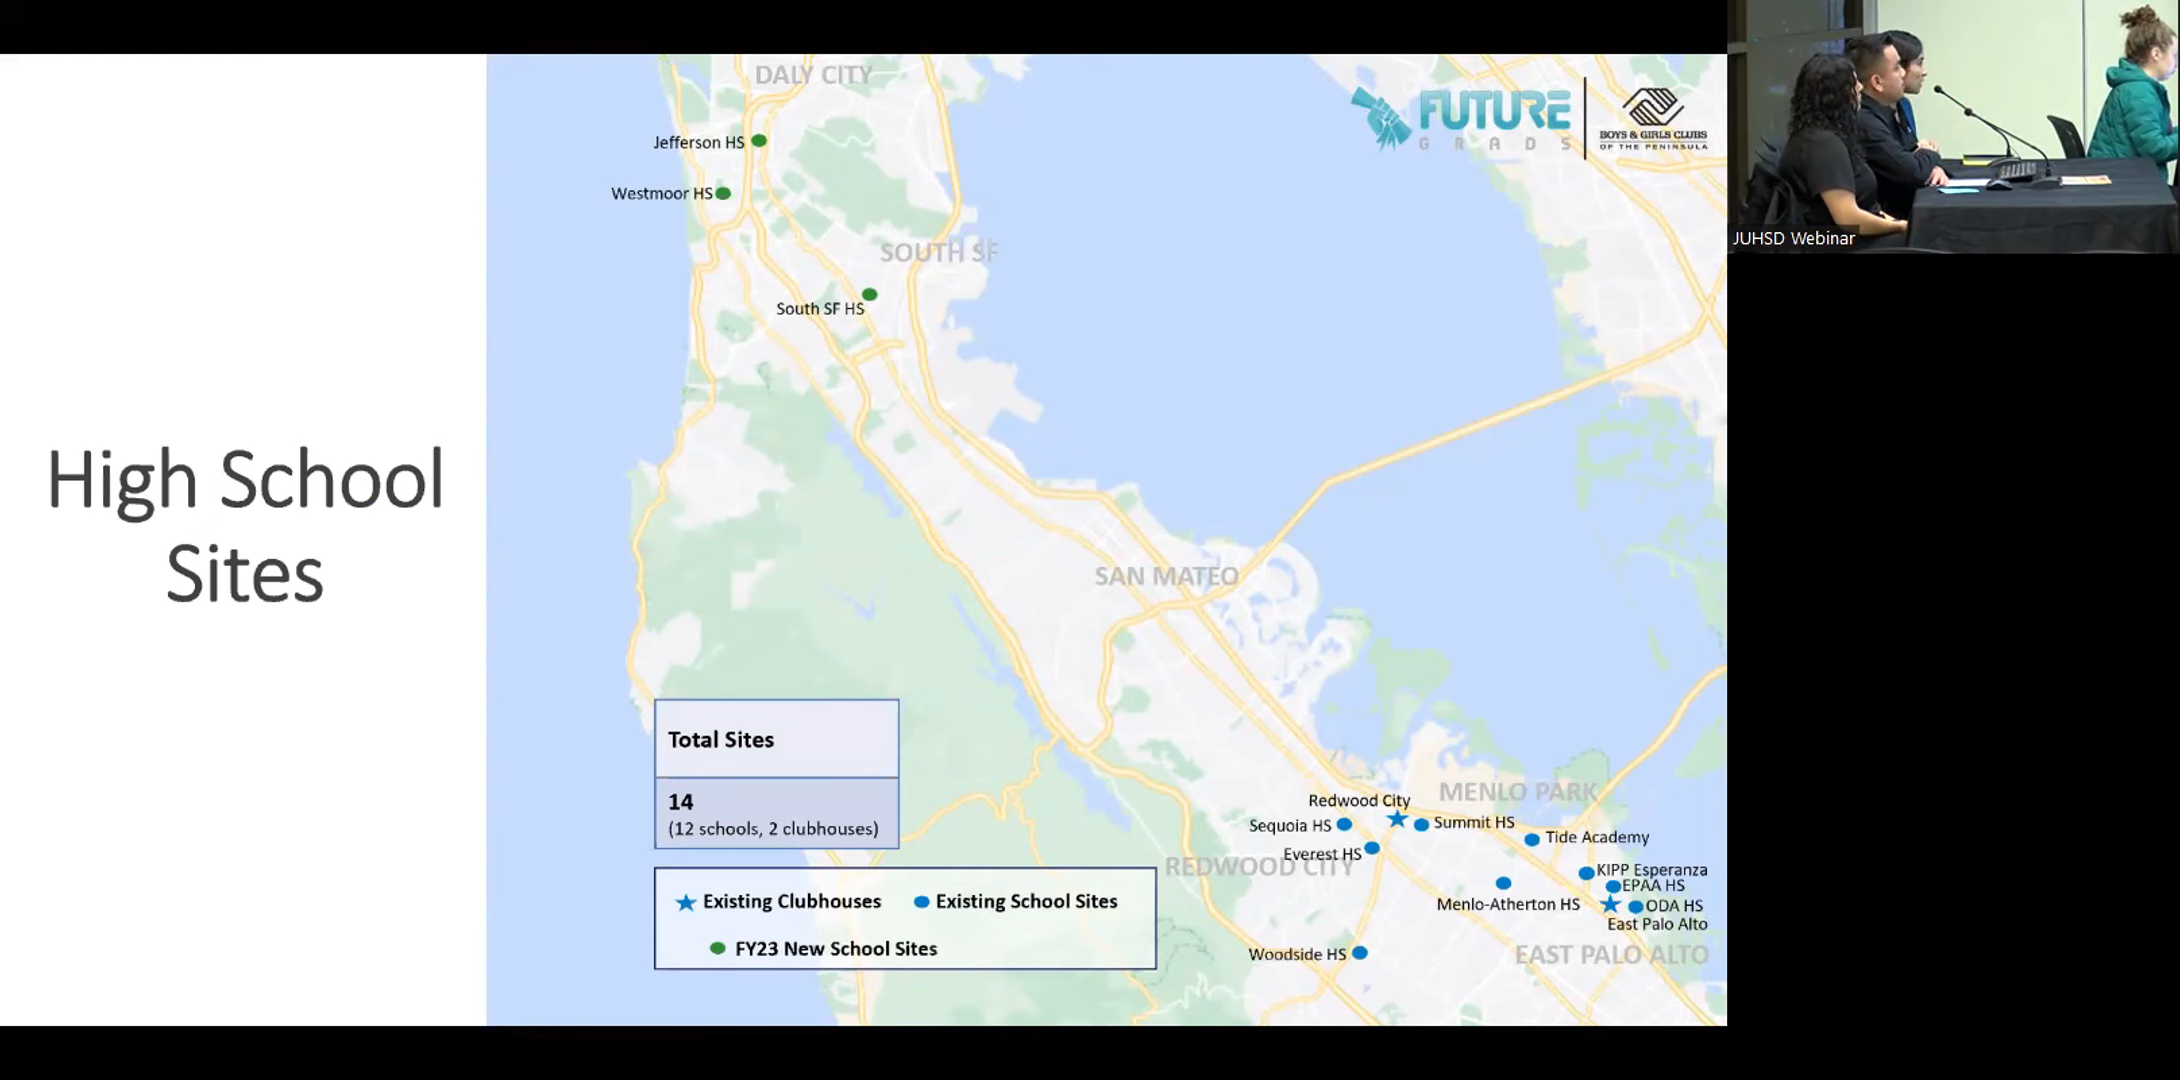 High School
Sites
DALY CITY
Jefferson HS
Westmoor HS
SOUTH SF
South SF HS
FUTURE
GRADS
BOYS & GIRLS CLUBS
OF THE PENINSULA
JUHSD Webinar
SAN MATEO
Total Sites
14
(12 schools, 2 clubhouses)
Existing Clubhouses
Existing School Sites
FY23 New School Sites
MENLO PARK
Redwood City
Sequoia HS
Summit HS
Everest HS
REDWOOD CITY
Tide Academy
KIPP Esperanza
EPAA HS
Menlo-Atherton HS
ODA HS
East Palo Alto
Woodside HS
EAST PALO ALTO